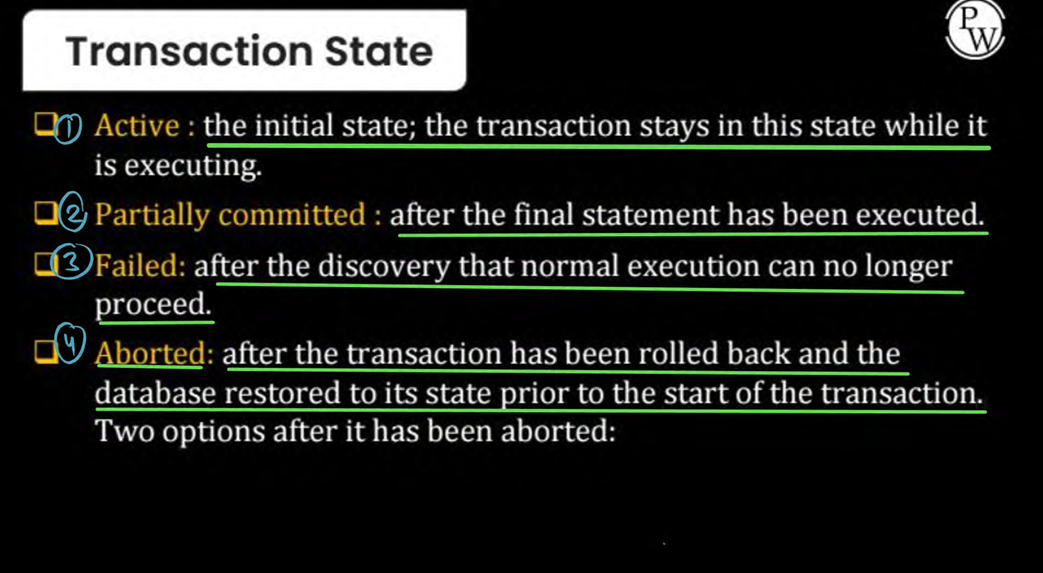 Transaction State
PW
① Active : the initial state; the transaction stays in this state while it
is executing.
② Partially committed : after the final statement has been executed.
③ Failed: after the discovery that normal execution can no longer
proceed.
④ Aborted: after the transaction has been rolled back and the
database restored to its state prior to the start of the transaction.
Two options after it has been aborted: